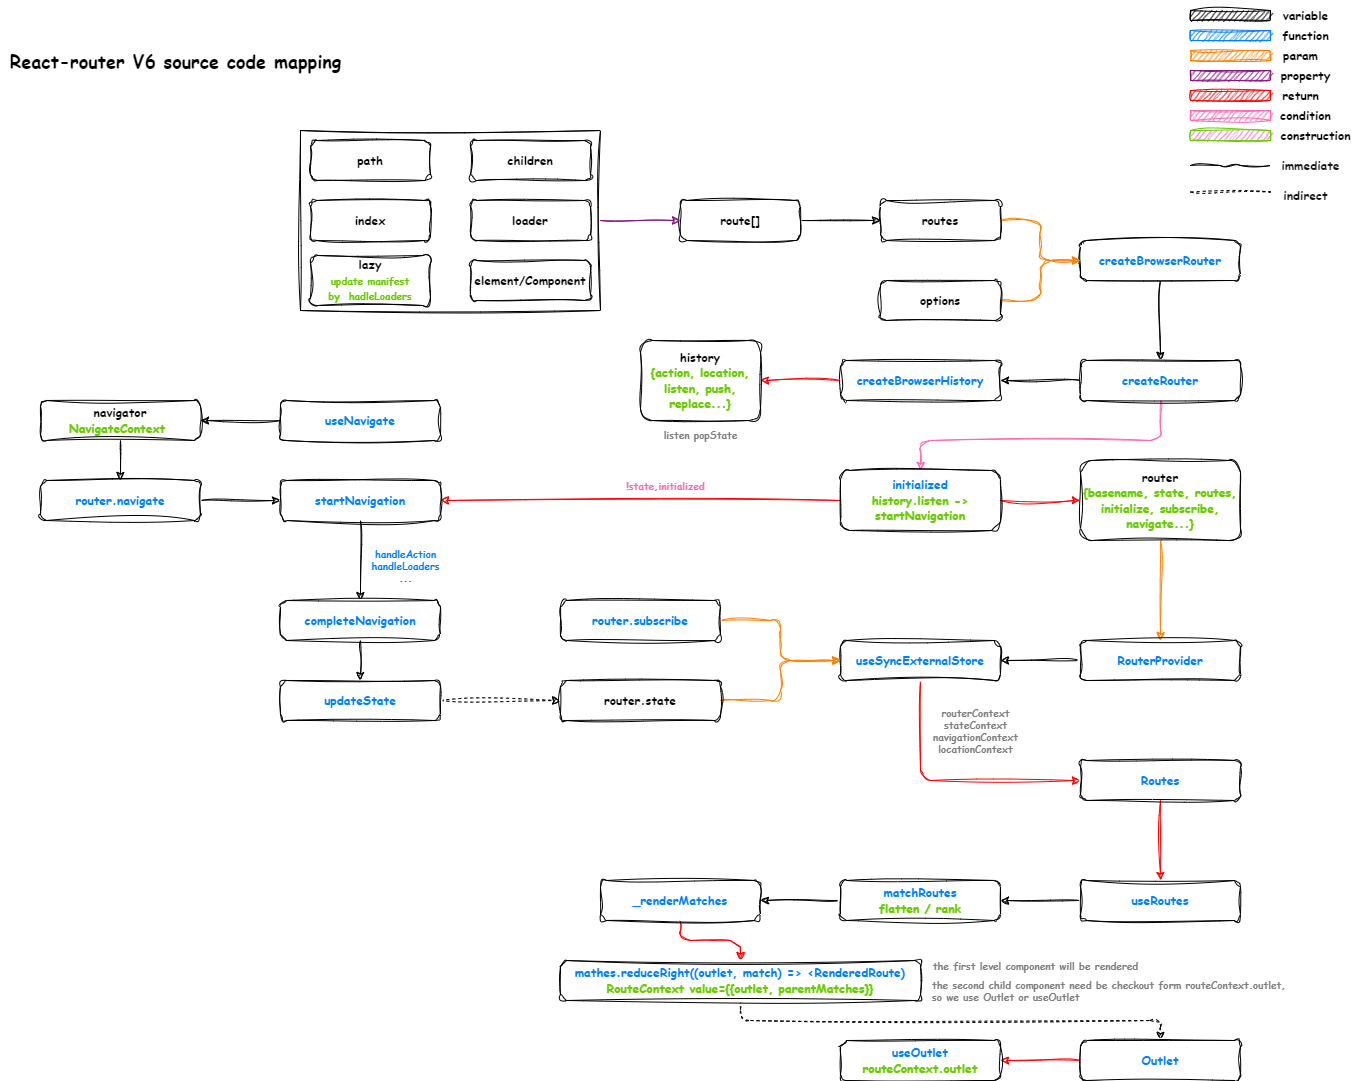 variable
function
React-router V6 source code mapping
param
property
return
condition
construction
immediate
indirect
path
children
index
loader
route[]
routes
lazy
update manifest
by hadleLoaders
element/Component
createBrowserRouter
options
history
{action, location,
listen, push,
replace...}
createBrowserHistory
createRouter
listen popState
navigator
NavigateContext
useNavigate
router.navigate
startNavigation
!state,initialized
initialized
history.listen ->
startNavigation
router
{basename, state, routes,
initialize, subscribe,
navigate...}
handleAction
handleLoaders
...
completeNavigation
router.subscribe
useSyncExternalStore
RouterProvider
updateState
router.state
routerContext
stateContext
navigationContext
locationContext
Routes
_renderMatches
matchRoutes
flatten / rank
useRoutes
mathes.reduceRight((outlet, match) => <RenderedRoute)
RouteContext value={{outlet, parentMatches}}
the first level component will be rendered
the second child component need be checkout form routeContext.outlet,
so we use Outlet or useOutlet
useOutlet
routeContext.outlet
Outlet